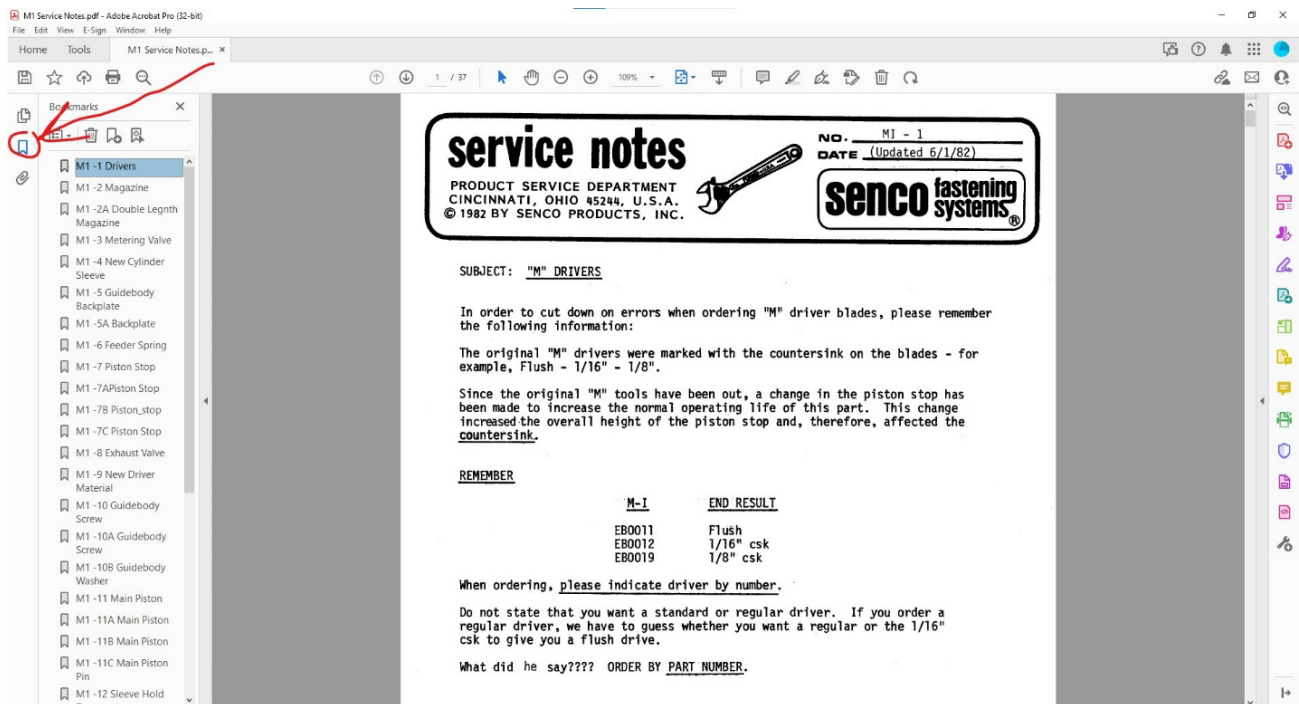 M1 Service Notes.pdf - Adobe Acrobat Pro (32-bit)
File Edit View E-Sign Window Help
Home Tools M1 Service Notes.p... ×
1 / 37 109%
Bookmarks
M1 -1 Drivers
M1 -2 Magazine
M1 -2A Double Legnth
Magazine
M1 -3 Metering Valve
M1 -4 New Cylinder
Sleeve
M1 -5 Guidebody
Backplate
M1 -5A Backplate
M1 -6 Feeder Spring
M1 -7 Piston Stop
M1 -7APiston Stop
M1 -7B Piston_stop
M1 -7C Piston Stop
M1 -8 Exhaust Valve
M1 -9 New Driver
Material
M1 -10 Guidebody
Screw
M1 -10A Guidebody
Screw
M1 -10B Guidebody
Washer
M1 -11 Main Piston
M1 -11A Main Piston
M1 -11B Main Piston
M1 -11C Main Piston
Pin
M1 -12 Sleeve Hold
service notes
PRODUCT SERVICE DEPARTMENT
CINCINNATI, OHIO 45244, U.S.A.
© 1982 BY SENCO PRODUCTS, INC.
NO. MI - 1
DATE (Updated 6/1/82)
senco fastening
systems®
SUBJECT: "M" DRIVERS
In order to cut down on errors when ordering "M" driver blades, please remember
the following information:
The original "M" drivers were marked with the countersink on the blades - for
example, Flush - 1/16" - 1/8".
Since the original "M" tools have been out, a change in the piston stop has
been made to increase the normal operating life of this part. This change
increased the overall height of the piston stop and, therefore, affected the
countersink.
REMEMBER
M-I END RESULT
EB0011 Flush
EB0012 1/16" csk
EB0019 1/8" csk
When ordering, please indicate driver by number.
Do not state that you want a standard or regular driver. If you order a
regular driver, we have to guess whether you want a regular or the 1/16"
csk to give you a flush drive.
What did he say???? ORDER BY PART NUMBER.